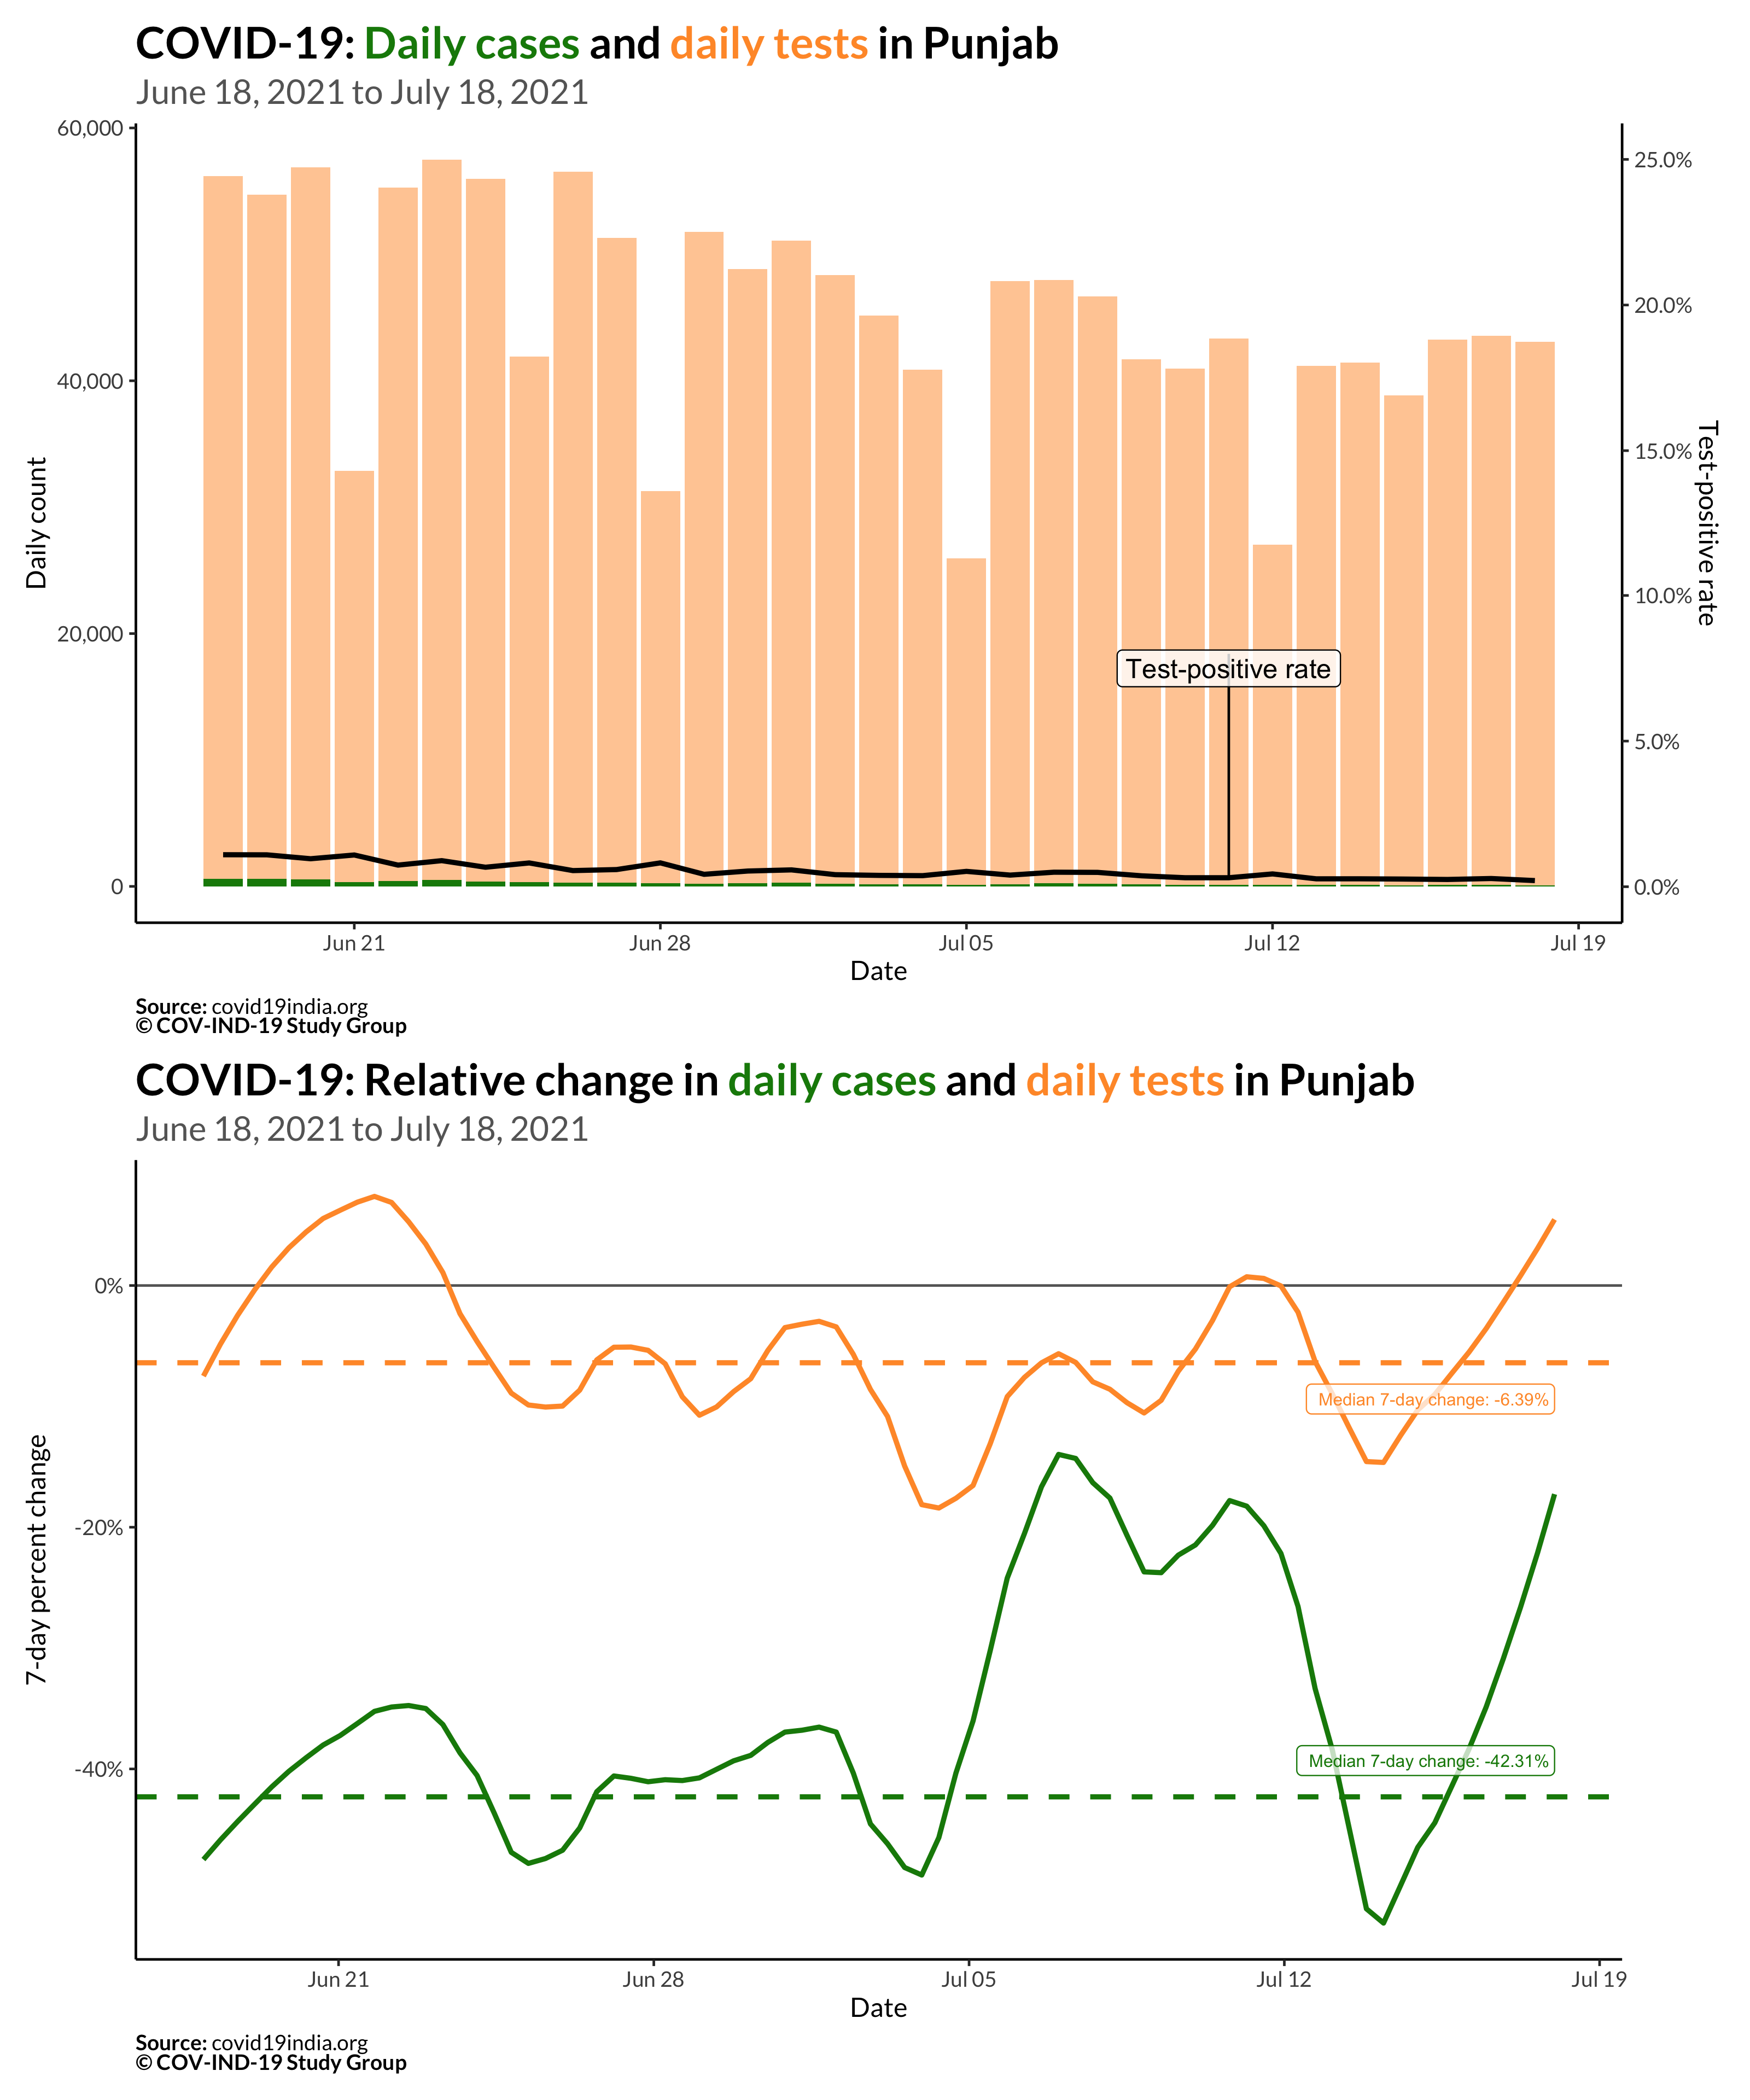 COVID-19: Daily cases and daily tests in Punjab
June 18, 2021 to July 18, 2021
60,000
40,000
20,000
0
Daily count
25.0%
20.0%
15.0%
10.0%
5.0%
0.0%
Test-positive rate
Test-positive rate
Jun 21
Jun 28
Jul 05
Jul 12
Jul 19
Date
Source: covid19india.org
© COV-IND-19 Study Group
COVID-19: Relative change in daily cases and daily tests in Punjab
June 18, 2021 to July 18, 2021
0%
-20%
-40%
7-day percent change
Median 7-day change: -6.39%
Median 7-day change: -42.31%
Jun 21
Jun 28
Jul 05
Jul 12
Jul 19
Date
Source: covid19india.org
© COV-IND-19 Study Group